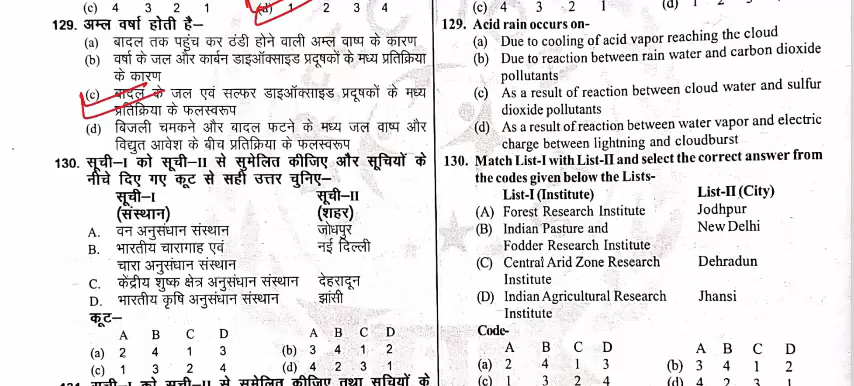 (c) 4 3 2 1 (d) 1 2 3 4
129. अम्ल वर्षा होती है–
(a) बादल तक पहुंच कर ठंडी होने वाली अम्ल वाष्प के कारण
(b) वर्षा के जल और कार्बन डाइऑक्साइड प्रदूषकों के मध्य प्रतिक्रिया
के कारण
(c) बादल के जल एवं सल्फर डाइऑक्साइड प्रदूषकों के मध्य
प्रतिक्रिया के फलस्वरूप
(d) बिजली चमकने और बादल फटने के मध्य जल वाष्प और
विद्युत आवेश के बीच प्रतिक्रिया के फलस्वरूप
130. सूची–I को सूची–II से सुमेलित कीजिए और सूचियों के
नीचे दिए गए कूट से सही उत्तर चुनिए–
सूची–I सूची–II
(संस्थान) (शहर)
A. वन अनुसंधान संस्थान जोधपुर
B. भारतीय चारागाह एवं नई दिल्ली
चारा अनुसंधान संस्थान
C. केंद्रीय शुष्क क्षेत्र अनुसंधान संस्थान देहरादून
D. भारतीय कृषि अनुसंधान संस्थान झांसी
कूट–
A B C D A B C D
(a) 2 4 1 3 (b) 3 4 1 2
(c) 1 3 2 4 (d) 4 2 3 1
सूची–I को सूची–II से सुमेलित कीजिए तथा सूचियों के
(c) 4 3 2 1 (d) 1
129. Acid rain occurs on-
(a) Due to cooling of acid vapor reaching the cloud
(b) Due to reaction between rain water and carbon dioxide
pollutants
(c) As a result of reaction between cloud water and sulfur
dioxide pollutants
(d) As a result of reaction between water vapor and electric
charge between lightning and cloudburst
130. Match List-I with List-II and select the correct answer from
the codes given below the Lists-
List-I (Institute) List-II (City)
(A) Forest Research Institute Jodhpur
(B) Indian Pasture and New Delhi
Fodder Research Institute
(C) Central Arid Zone Research Dehradun
Institute
(D) Indian Agricultural Research Jhansi
Institute
Code-
A B C D A B C D
(a) 2 4 1 3 (b) 3 4 1 2
(c) 1 3 2 4 (d) 4 2 3